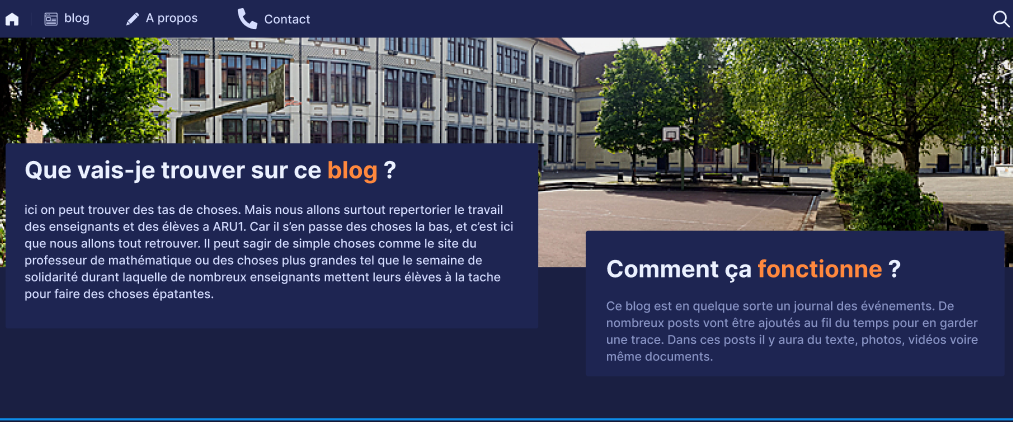 blog
A propos
Contact
Que vais-je trouver sur ce blog ?
ici on peut trouver des tas de choses. Mais nous allons surtout repertorier le travail
des enseignants et des élèves a ARU1. Car il s'en passe des choses la bas, et c'est ici
que nous allons tout retrouver. Il peut sagir de simple choses comme le site du
professeur de mathématique ou des choses plus grandes tel que le semaine de
solidarité durant laquelle de nombreux enseignants mettent leurs élèves à la tache
pour faire des choses épatantes.
Comment ça fonctionne ?
Ce blog est en quelque sorte un journal des événements. De
nombreux posts vont être ajoutés au fil du temps pour en garder
une trace. Dans ces posts il y aura du texte, photos, vidéos voire
même documents.